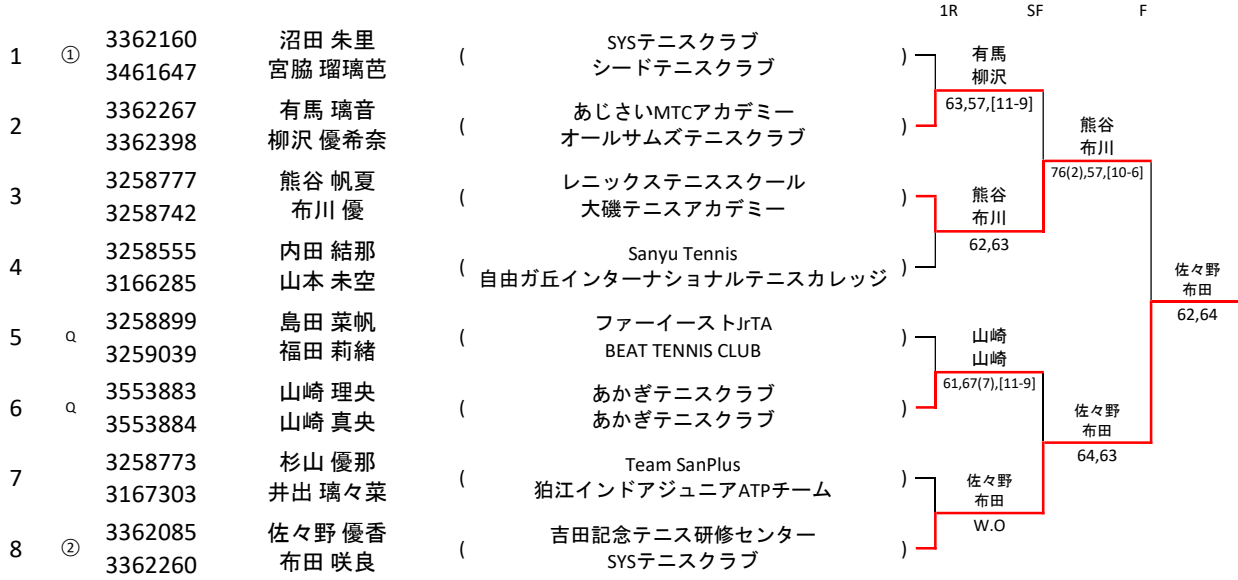 1R SF F
1 ① 3362160 沼田 朱里 ( SYSテニスクラブ )
3461647 宮脇 瑠璃芭 シードテニスクラブ
有馬
柳沢
63,57,[11-9]
2 3362267 有馬 璃音 ( あじさいMTCアカデミー )
3362398 柳沢 優希奈 オールサムズテニスクラブ
熊谷
布川
76(2),57,[10-6]
3 3258777 熊谷 帆夏 ( レニックステニススクール )
3258742 布川 優 大磯テニスアカデミー
熊谷
布川
62,63
4 3258555 内田 結那 ( Sanyu Tennis )
3166285 山本 未空 自由ガ丘インターナショナルテニスカレッジ
佐々野
布田
62,64
5 Q 3258899 島田 菜帆 ( ファーイーストJrTA )
3259039 福田 莉緒 BEAT TENNIS CLUB
山崎
山崎
61,67(7),[11-9]
6 Q 3553883 山崎 理央 ( あかぎテニスクラブ )
3553884 山崎 真央 あかぎテニスクラブ
佐々野
布田
64,63
7 3258773 杉山 優那 ( Team SanPlus )
3167303 井出 璃々菜 狛江インドアジュニアATPチーム
佐々野
布田
W.O
8 ② 3362085 佐々野 優香 ( 吉田記念テニス研修センター )
3362260 布田 咲良 SYSテニスクラブ